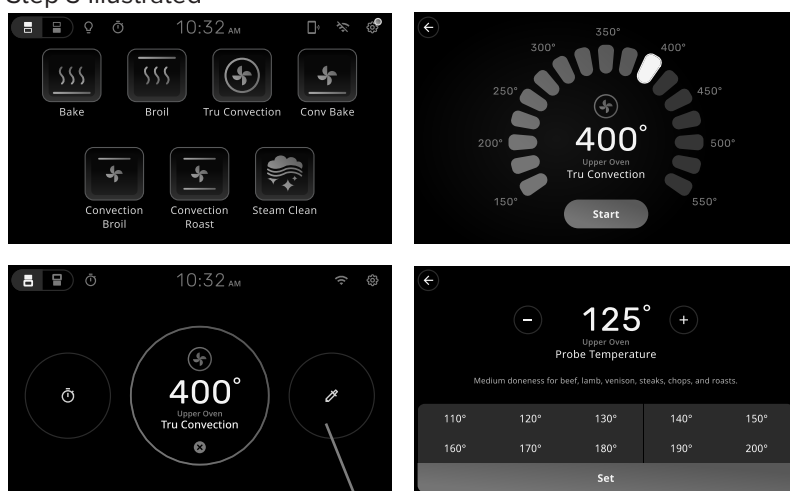 Step 3 illustrated
10:32 AM
Bake
Broil
Tru Convection
Conv Bake
Convection
Broil
Convection
Roast
Steam Clean
150°
200°
250°
300°
350°
400°
450°
500°
550°
400°
Upper Oven
Tru Convection
Start
10:32 AM
400°
Upper Oven
Tru Convection
125°
Upper Oven
Probe Temperature
Medium doneness for beef, lamb, venison, steaks, chops, and roasts.
110° 120° 130° 140° 150°
160° 170° 180° 190° 200°
Set